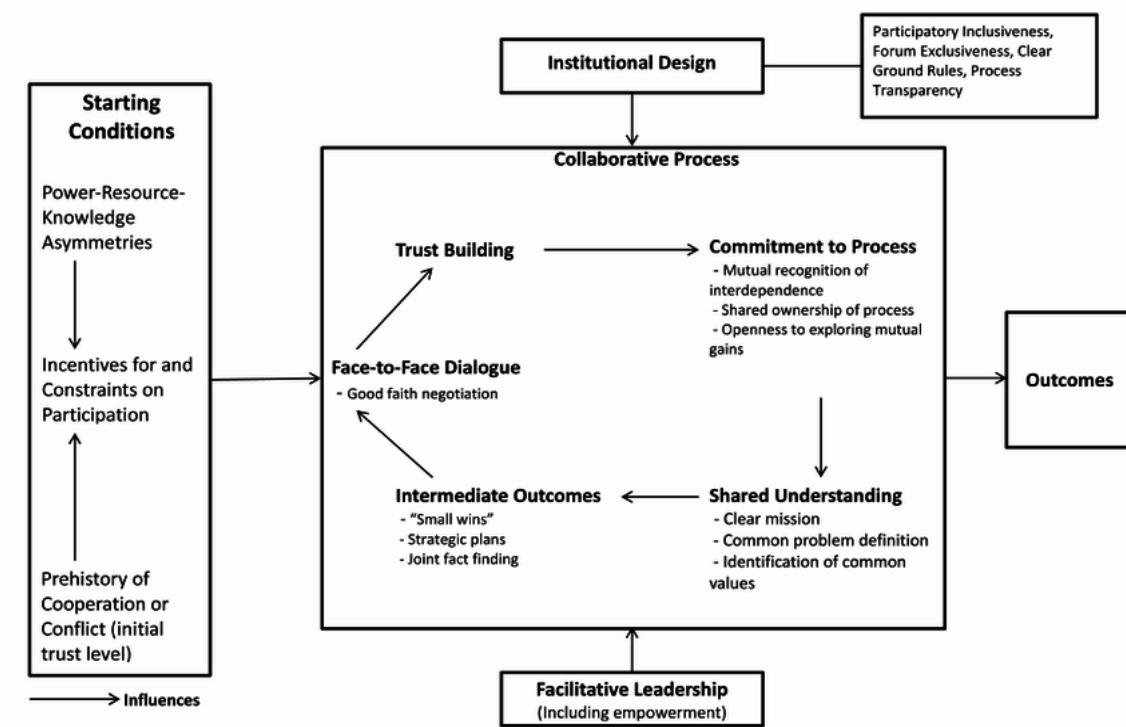 Starting
Conditions
Power-Resource-
Knowledge
Asymmetries
Incentives for and
Constraints on
Participation
Prehistory of
Cooperation or
Conflict (initial
trust level)
Influences
Institutional Design
Participatory Inclusiveness,
Forum Exclusiveness, Clear
Ground Rules, Process
Transparency
Collaborative Process
Trust Building
Commitment to Process
- Mutual recognition of
interdependence
- Shared ownership of process
- Openness to exploring mutual
gains
Face-to-Face Dialogue
- Good faith negotiation
Intermediate Outcomes
- “Small wins”
- Strategic plans
- Joint fact finding
Shared Understanding
- Clear mission
- Common problem definition
- Identification of common
values
Outcomes
Facilitative Leadership
(Including empowerment)